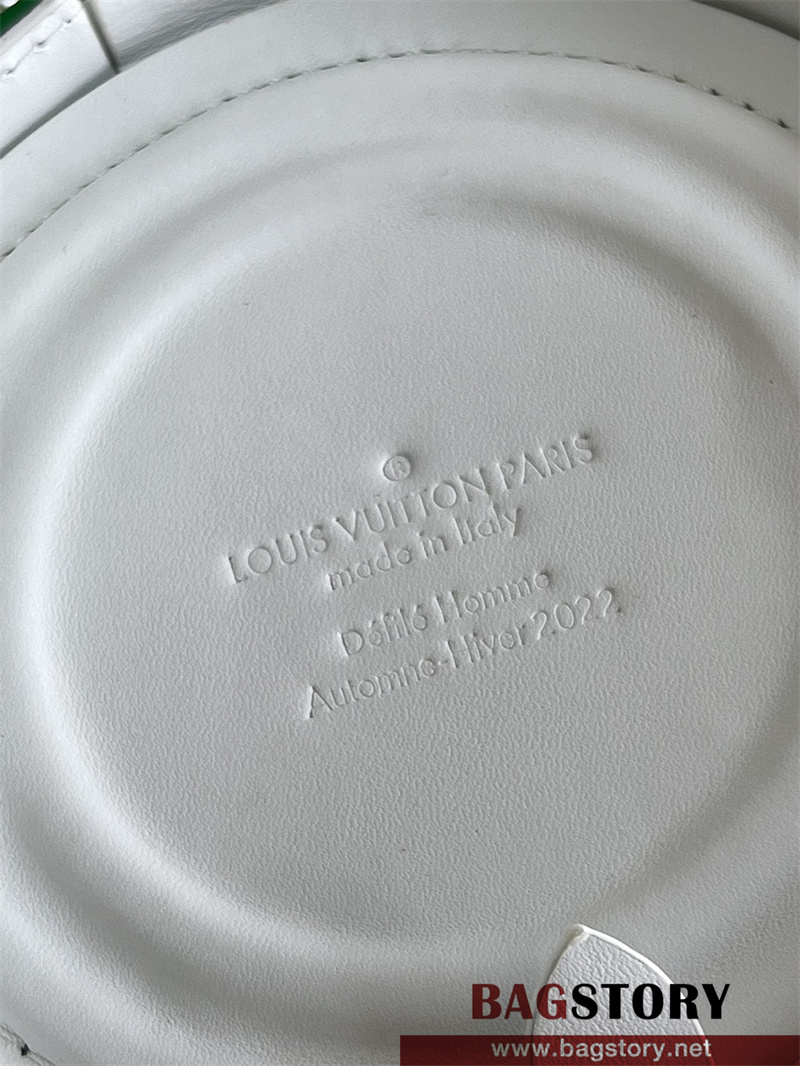 ®
LOUIS VUITTON PARIS
made in Italy
Défilé Homme
Automne-Hiver 2022
BAGSTORY
www.bagstory.net